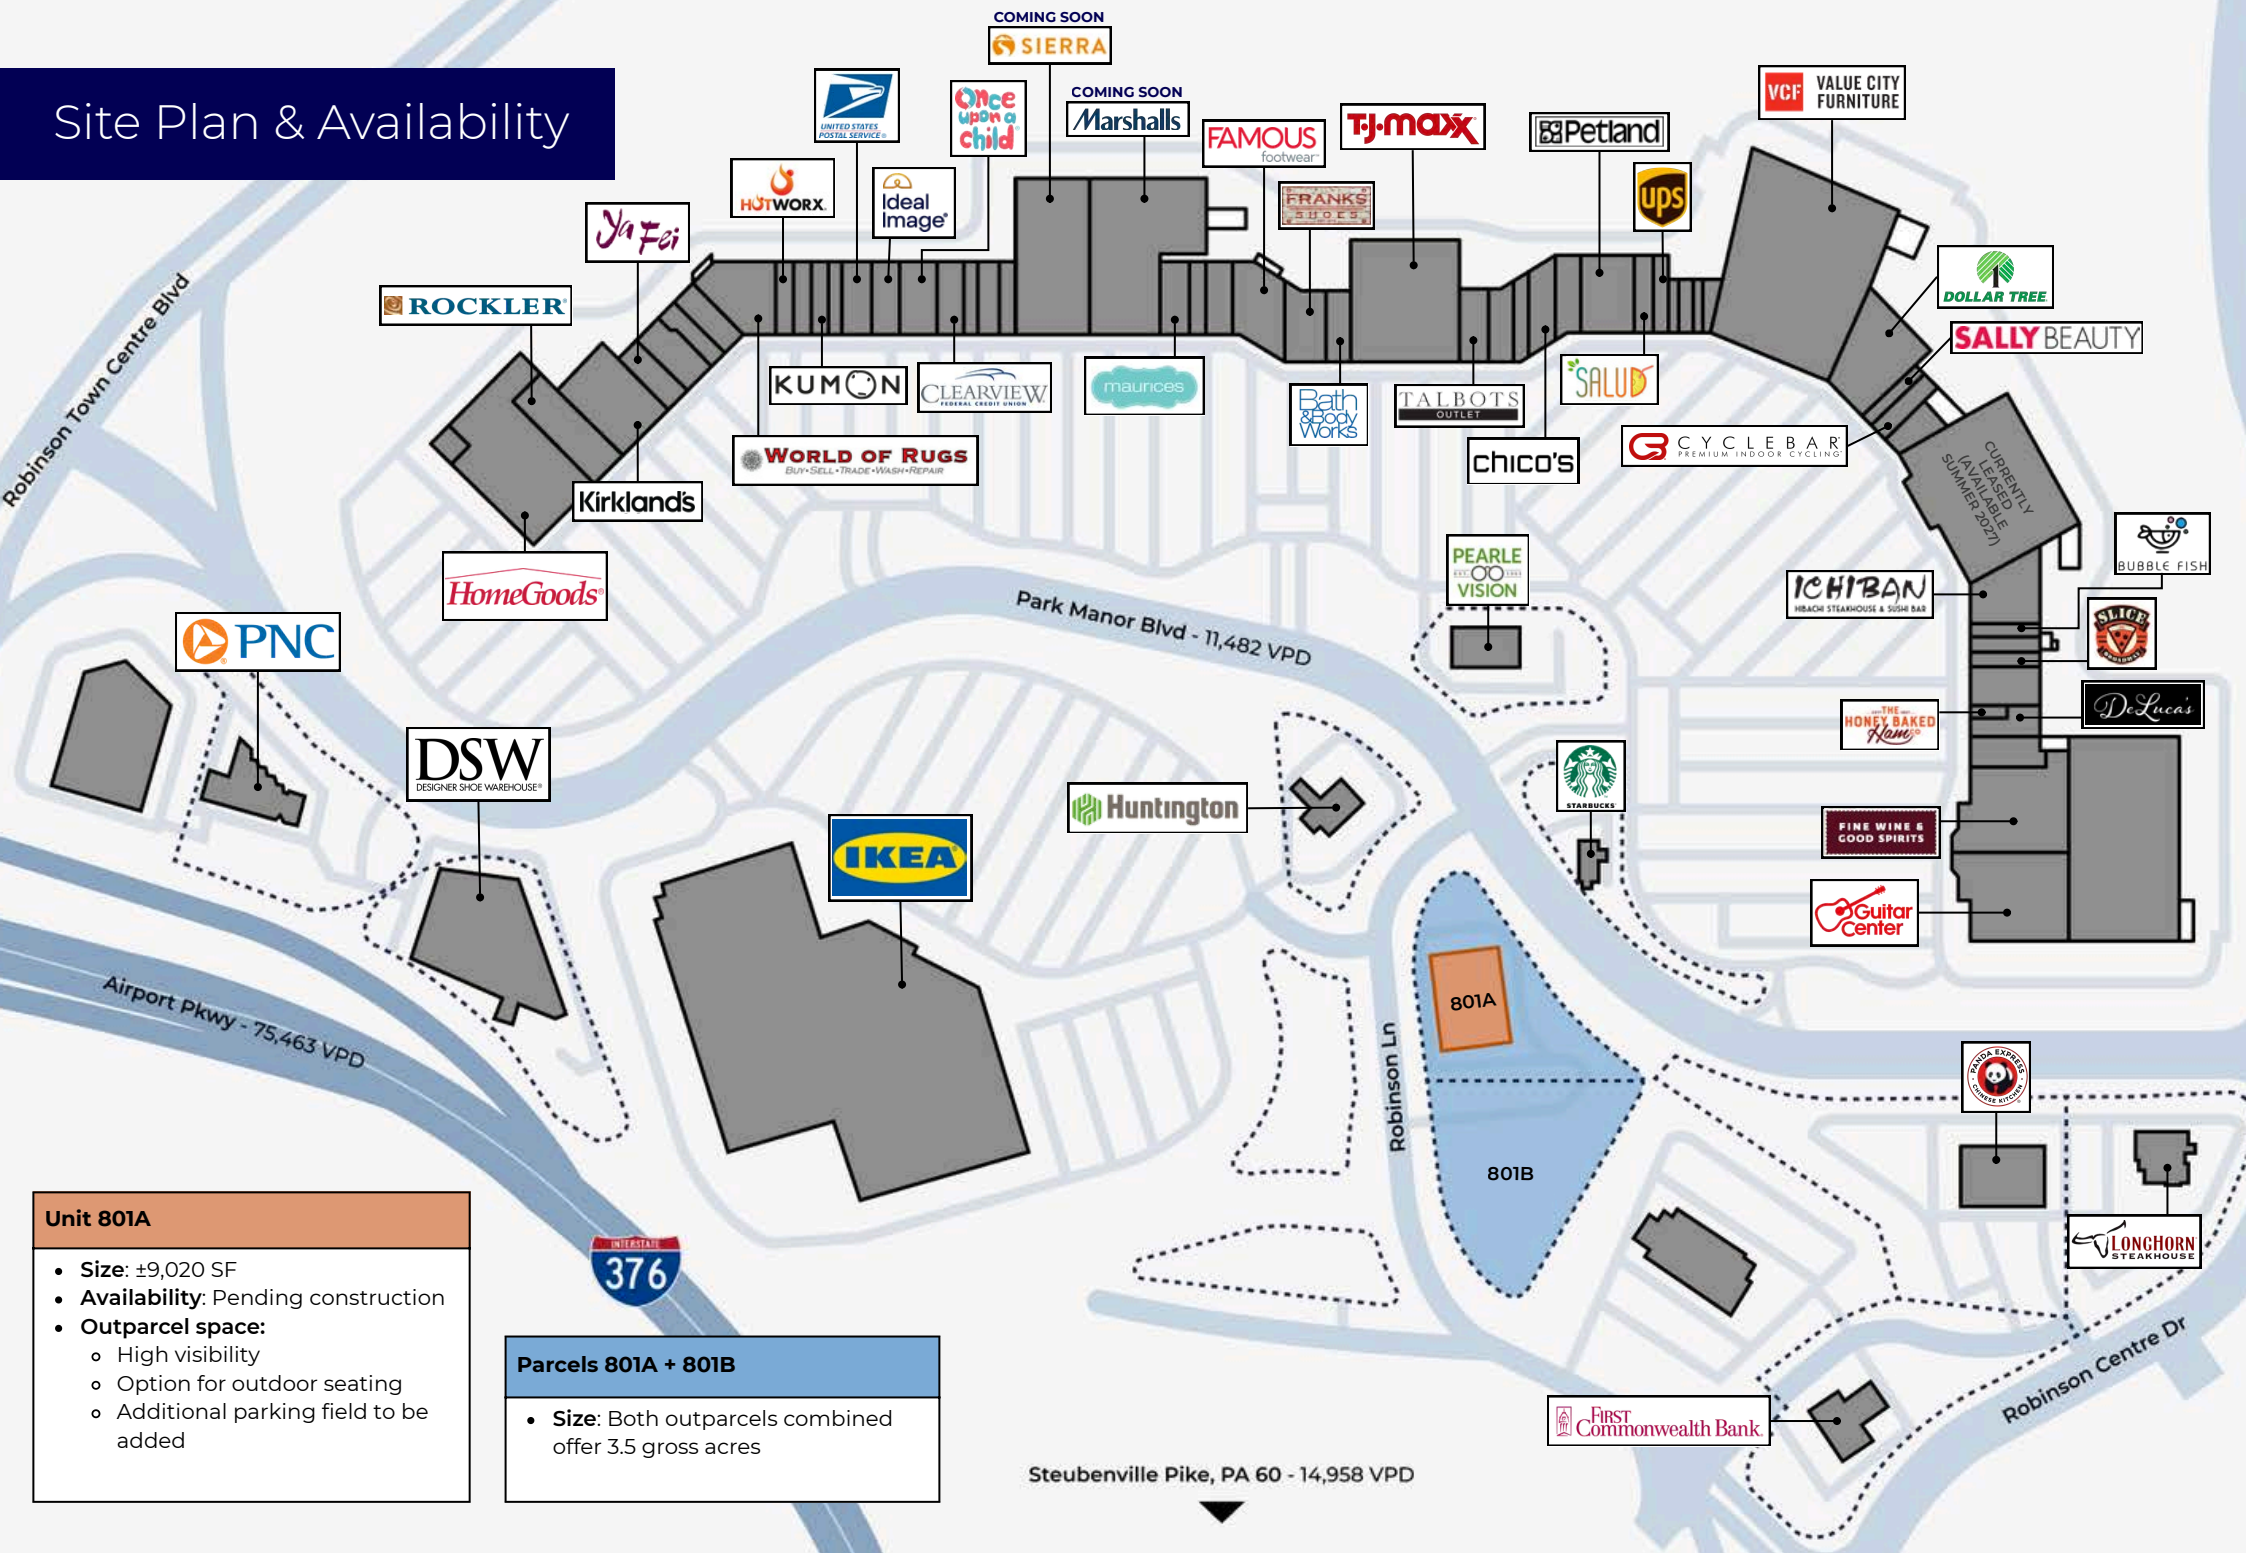 COMING SOON
SIERRA
Site Plan & Availability
UNITED STATES
POSTAL SERVICE®
once
upon a
child
COMING SOON
Marshalls
FAMOUS
footwear
T·J·maxx
Petland
VCF VALUE CITY
FURNITURE
HOTWORX
Ideal
Image®
FRANKS
SHOES
ups
Ya Fei
ROCKLER
DOLLAR TREE
SALLY BEAUTY
KUMON
CLEARVIEW
FEDERAL CREDIT UNION
maurices
Bath
&Body
Works
TALBOTS
OUTLET
SALUD
CYCLEBAR
PREMIUM INDOOR CYCLING
WORLD OF RUGS
BUY•SELL•TRADE•WASH•REPAIR
chico's
CURRENTLY
LEASED
(AVAILABLE
SUMMER 2027)
Kirkland's
HomeGoods
Robinson Town Centre Blvd
BUBBLE FISH
PEARLE
VISION
ICHIBAN
HIBACHI STEAKHOUSE & SUSHI BAR
SLICE
BROADWAY
PNC
Park Manor Blvd - 11,482 VPD
THE
HONEY BAKED
Ham
DeLuca's
DSW
DESIGNER SHOE WAREHOUSE®
STARBUCKS
Huntington
IKEA
FINE WINE &
GOOD SPIRITS
Guitar
Center
801A
Airport Pkwy - 75,463 VPD
Robinson Ln
PANDA EXPRESS
CHINESE KITCHEN
801B
LONGHORN
STEAKHOUSE
INTERSTATE
376
Unit 801A
• Size: ±9,020 SF
• Availability: Pending construction
• Outparcel space:
High visibility
Option for outdoor seating
Additional parking field to be
added
Parcels 801A + 801B
• Size: Both outparcels combined
offer 3.5 gross acres
FIRST
Commonwealth Bank
Robinson Centre Dr
Steubenville Pike, PA 60 - 14,958 VPD